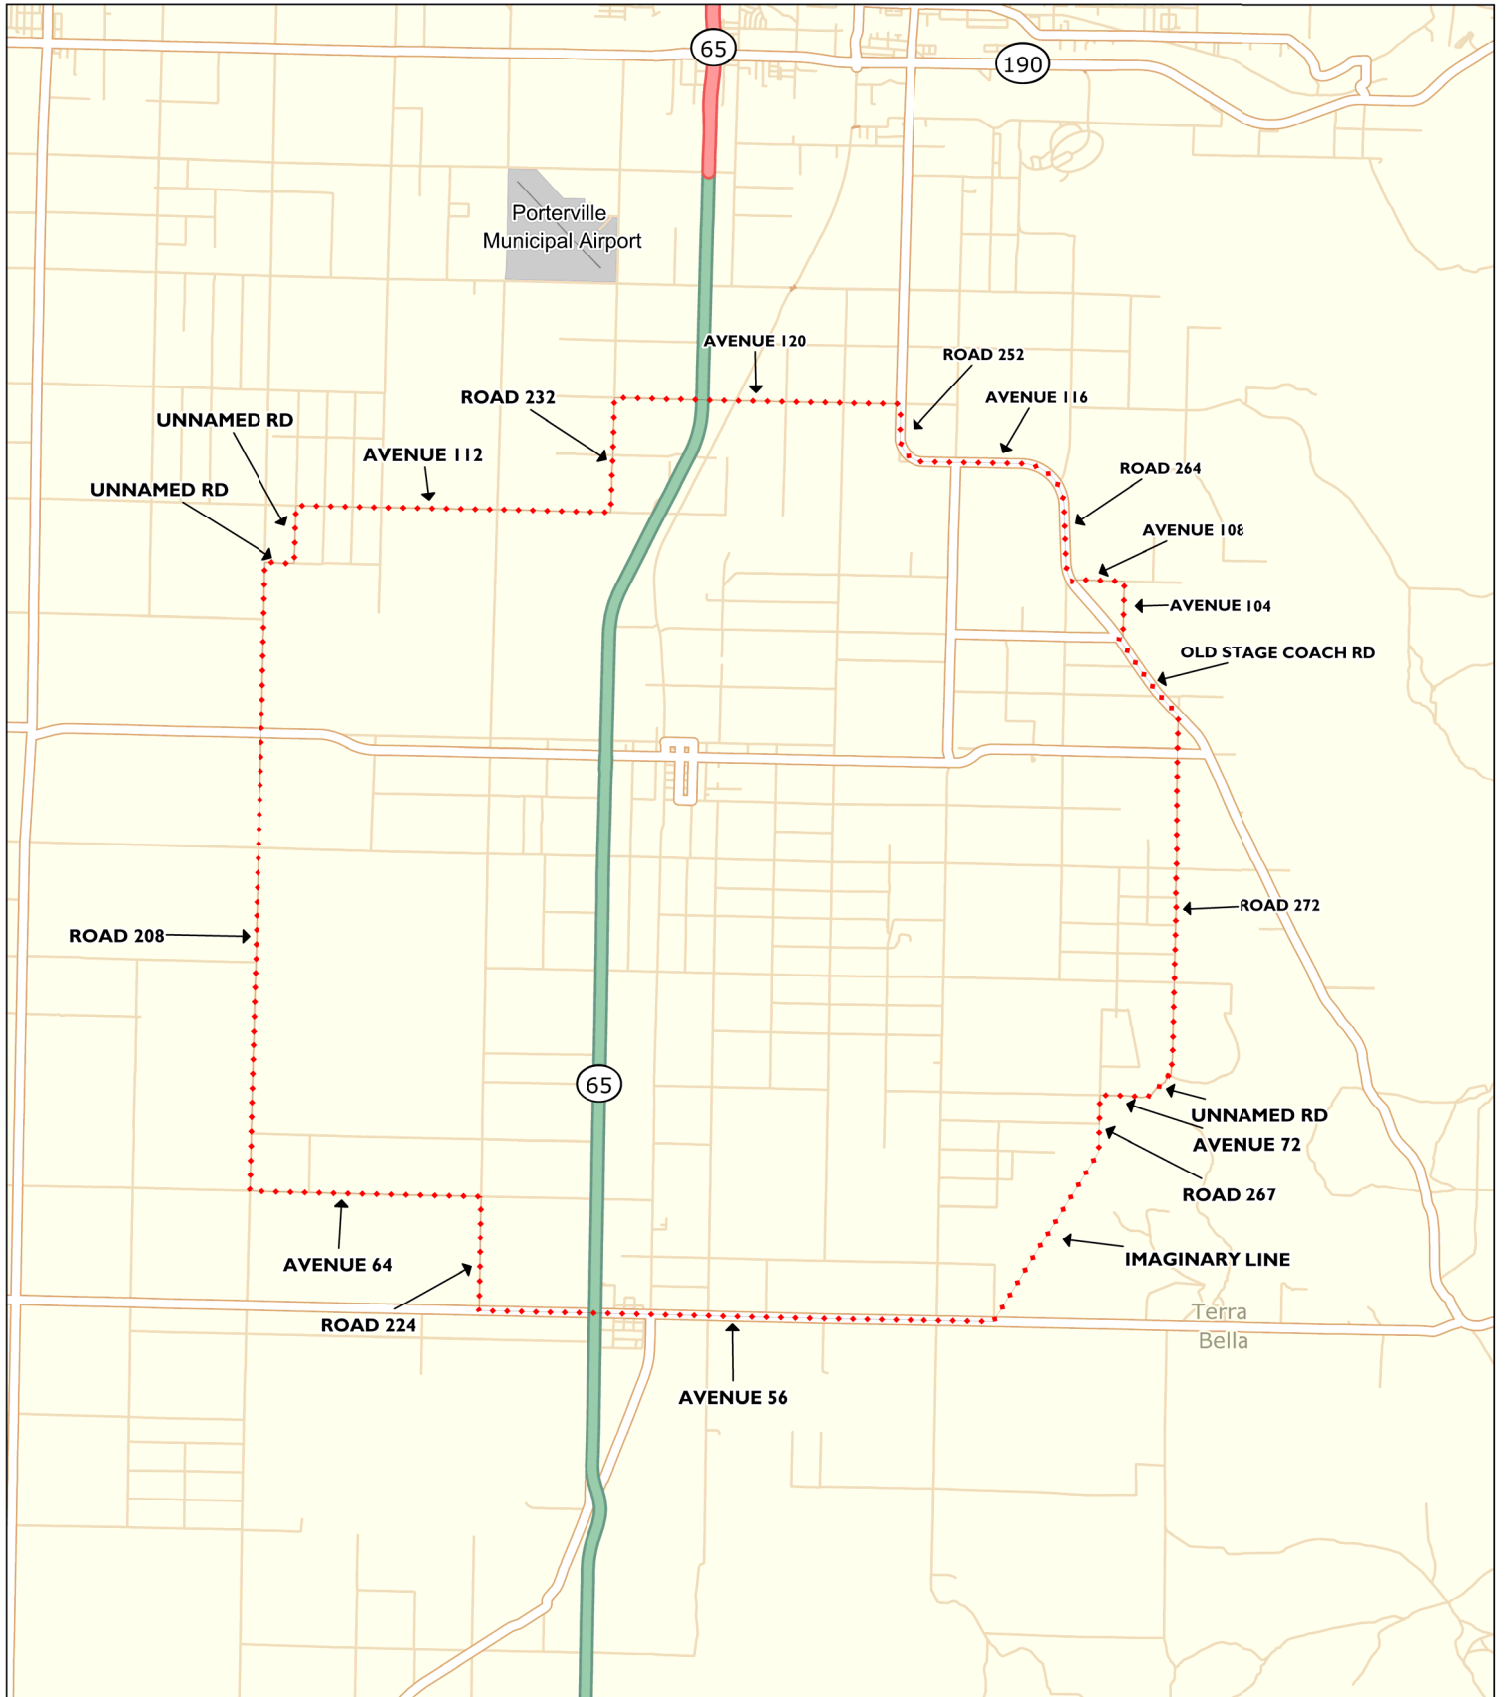 65
190
Porterville
Municipal Airport
AVENUE 120
ROAD 252
ROAD 232
AVENUE 116
UNNAMED RD
AVENUE 112
ROAD 264
UNNAMED RD
AVENUE 108
AVENUE 104
OLD STAGE COACH RD
ROAD 272
ROAD 208
65
UNNAMED RD
AVENUE 72
ROAD 267
IMAGINARY LINE
AVENUE 64
Terra
Bella
ROAD 224
AVENUE 56